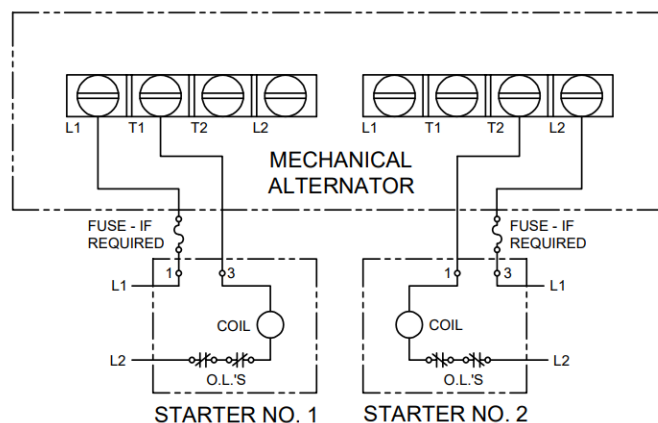 L1 T1 T2 L2 L1 T1 T2 L2
MECHANICAL
ALTERNATOR
FUSE - IF
REQUIRED
FUSE - IF
REQUIRED
1 3 1 3
L1 L1
COIL COIL
L2 L2
O.L.'S O.L.'S
STARTER NO. 1 STARTER NO. 2